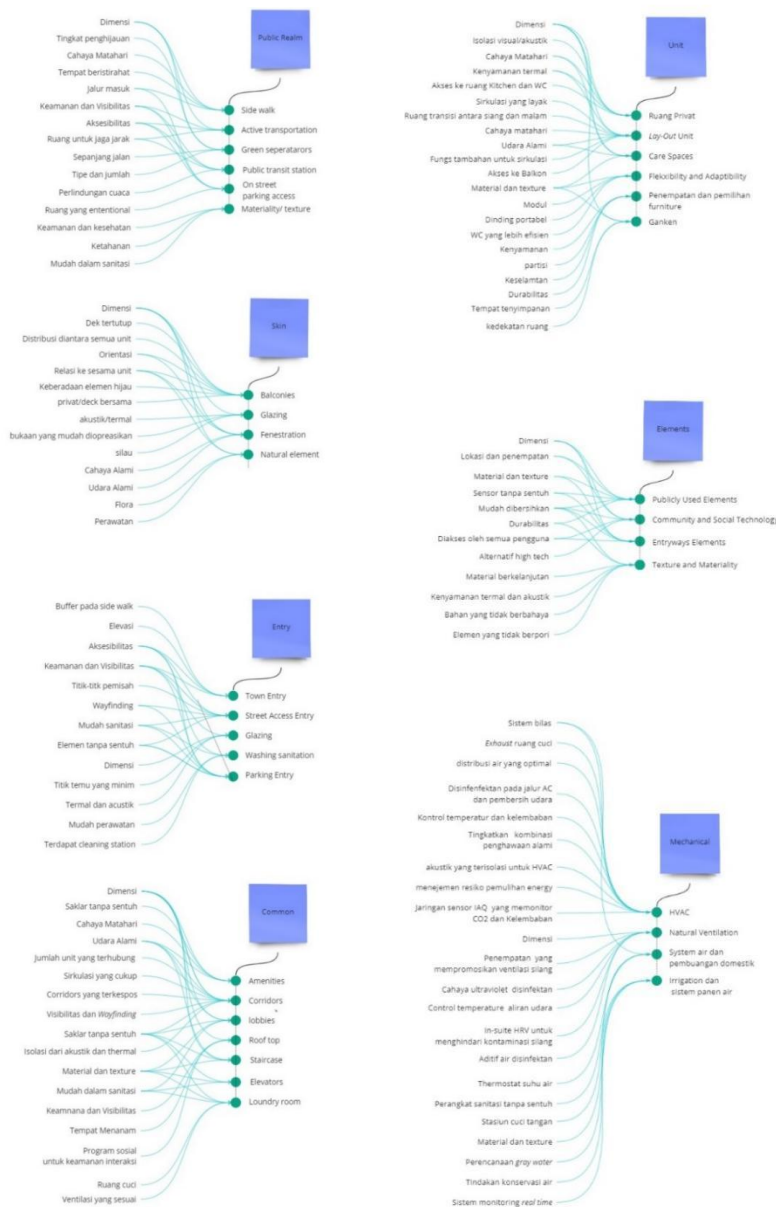 Public Realm
Dimensi
Tingkat penghijauan
Cahaya Matahari
Tempat beristirahat
Jalur masuk
Keamanan dan Visibilitas
Aksesibilitas
Ruang untuk jaga jarak
Sepanjang jalan
Tipe dan jumlah
Perlindungan cuaca
Ruang yang ententional
Keamanan dan kesehatan
Ketahanan
Mudah dalam sanitasi
Side walk
Active transportation
Green seperatarors
Public transit station
On street
parking access
Materiality/ texture
Skin
Dimensi
Dek tertutup
Distribusi diantara semua unit
Orientasi
Relasi ke sesama unit
Keberadaan elemen hijau
privat/deck bersama
akustik/termal
bukaan yang mudah diopreasikan
silau
Cahaya Alami
Udara Alami
Flora
Perawatan
Balconies
Glazing
Fenestration
Natural element
Entry
Buffer pada side walk
Elevasi
Aksesibilitas
Keamanan dan Visibilitas
Titik-titk pemisah
Wayfinding
Mudah sanitasi
Elemen tanpa sentuh
Dimensi
Titik temu yang minim
Termal dan acustik
Mudah perawatan
Terdapat cleaning station
Town Entry
Street Access Entry
Glazing
Washing sanitation
Parking Entry
Common
Dimensi
Saklar tanpa sentuh
Cahaya Matahari
Udara Alami
Jumlah unit yang terhubung
Sirkulasi yang cukup
Corridors yang terkespos
Visibilitas dan Wayfinding
Saklar tanpa sentuh
Isolasi dari akustik dan thermal
Material dan texture
Mudah dalam sanitasi
Keamnana dan Visibilitas
Tempat Menanam
Program sosial
untuk keamanan interaksi
Ruang cuci
Ventilasi yang sesuai
Amenities
Corridors
lobbies
Roof top
Staircase
Elevators
Loundry room
Unit
Dimensi
Isolasi visual/akustik
Cahaya Matahari
Kenyamanan termal
Akses ke ruang Kitchen dan WC
Sirkulasi yang layak
Ruang transisi antara siang dan malam
Cahaya matahari
Udara Alami
Fungs tambahan untuk sirkulasi
Akses ke Balkon
Material dan texture
Modul
Dinding portabel
WC yang lebih efisien
Kenyamanan
partisi
Keselamtan
Durabilitas
Tempat tenyimpanan
kedekatan ruang
Ruang Privat
Lay-Out Unit
Care Spaces
Flekxibility and Adaptibility
Penempatan dan pemilihan
furniture
Ganken
Elements
Dimensi
Lokasi dan penempatan
Material dan texture
Sensor tanpa sentuh
Mudah dibershkan
Durabilitas
Diakses oleh semua pengguna
Alternatif high tech
Material berkelanjutan
Kenyamanan termal dan akustik
Bahan yang tidak berbahaya
Elemen yang tidak berpori
Publicly Used Elements
Community and Social Technology
Entryways Elements
Texture and Materiality
Mechanical
Sistem bilas
Exhaust ruang cuci
distribusi air yang optimal
Disinfenfektan pada jalur AC
dan pembersih udara
Kontrol temperatur dan kelembaban
Tingkatkan kombinasi
penghawaan alami
akustik yang terisolasi untuk HVAC
menejemen resiko pemulihan energy
Jaringan sensor IAQ yang memonitor
CO2 dan Kelembaban
Dimensi
Penempatan yang
mempromosikan ventilasi silang
Cahaya ultraviolet disinfektan
Control temperature aliran udara
In-suite HRV untuk
menghindari kontaminasi silang
Aditif air disinfektan
Thermostat suhu air
Perangkat sanitasi tanpa sentuh
Stasiun cuci tangan
Material dan texture
Perencanaan gray water
Tindakan konservasi air
Sistem monitoring real time
HVAC
Natural Ventilation
System air dan
pembuangan domestik
Irrigation dan
sistem panen air